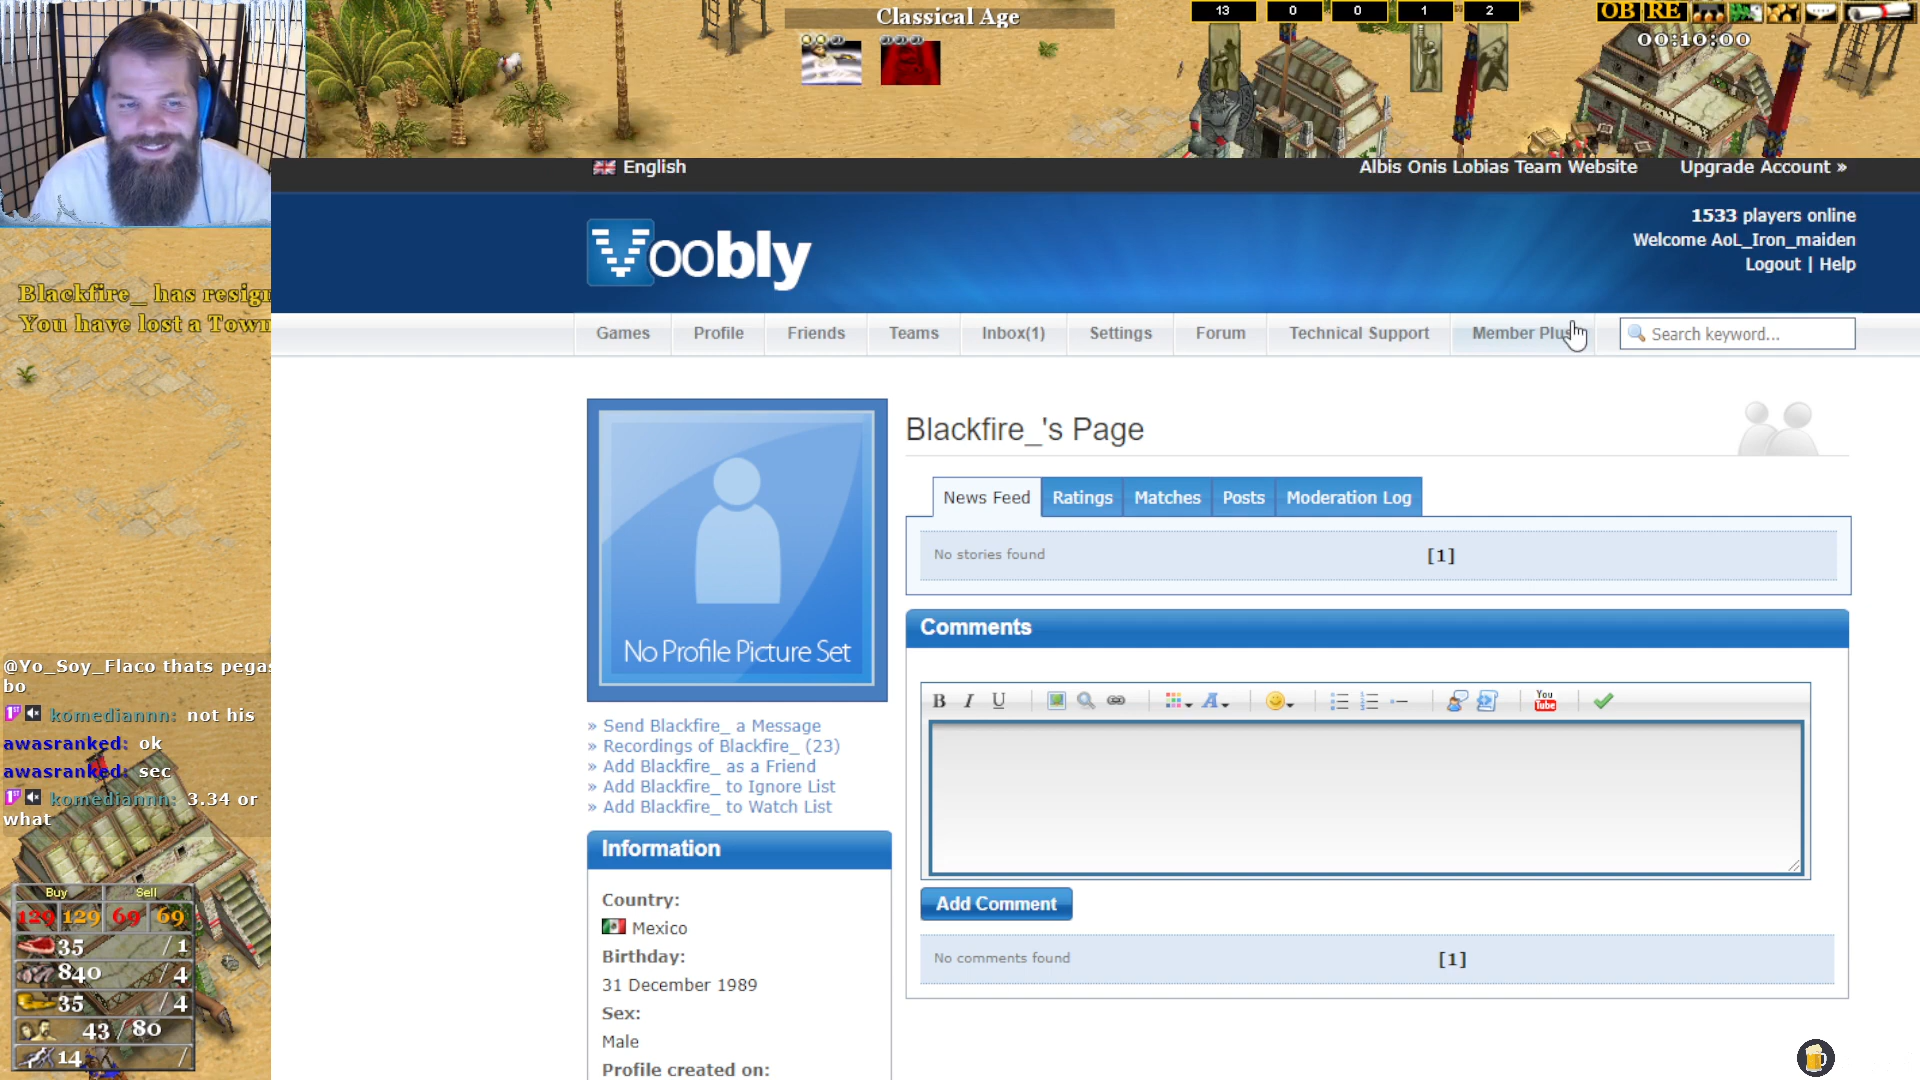 Classical Age
13
0
0
1
2
OB RE
00:10:00
English
Albis Onis Lobias Team Website
Upgrade Account »
Voobly
1533 players online
Welcome AoL_Iron_maiden
Logout | Help
Games
Profile
Friends
Teams
Inbox(1)
Settings
Forum
Technical Support
Member Plus
Search keyword...
Blackfire_ has resign
You have lost a Town
Blackfire_'s Page
News Feed
Ratings
Matches
Posts
Moderation Log
No stories found
[1]
Comments
B I U
You Tube
No Profile Picture Set
» Send Blackfire_ a Message
» Recordings of Blackfire_ (23)
» Add Blackfire_ as a Friend
» Add Blackfire_ to Ignore List
» Add Blackfire_ to Watch List
Add Comment
No comments found
[1]
Information
Country:
Mexico
Birthday:
31 December 1989
Sex:
Male
Profile created on:
@Yo_Soy_Flaco thats pegas
bo
komediannn: not his
awasranked: ok
awasranked: sec
komediannn: 3.34 or
what
Buy Sell
129 129 69 69
35 / 1
840 / 4
35 / 4
43 / 80
14 /